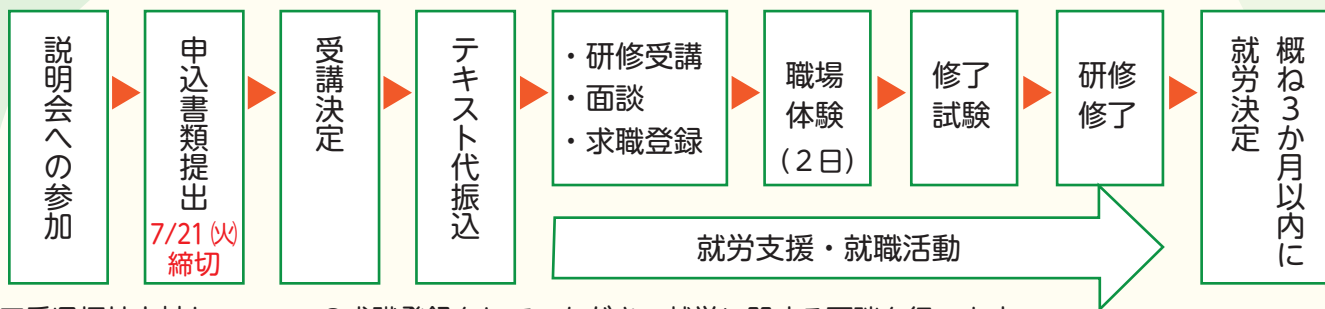 説明会への参加
申込書類提出
7/21㈫
締切
受講決定
テキスト代振込
・研修受講
・面談
・求職登録
職場
体験
(2日)
修了
試験
研修
修了
概ね3か月以内に
就労決定
就労支援・就職活動